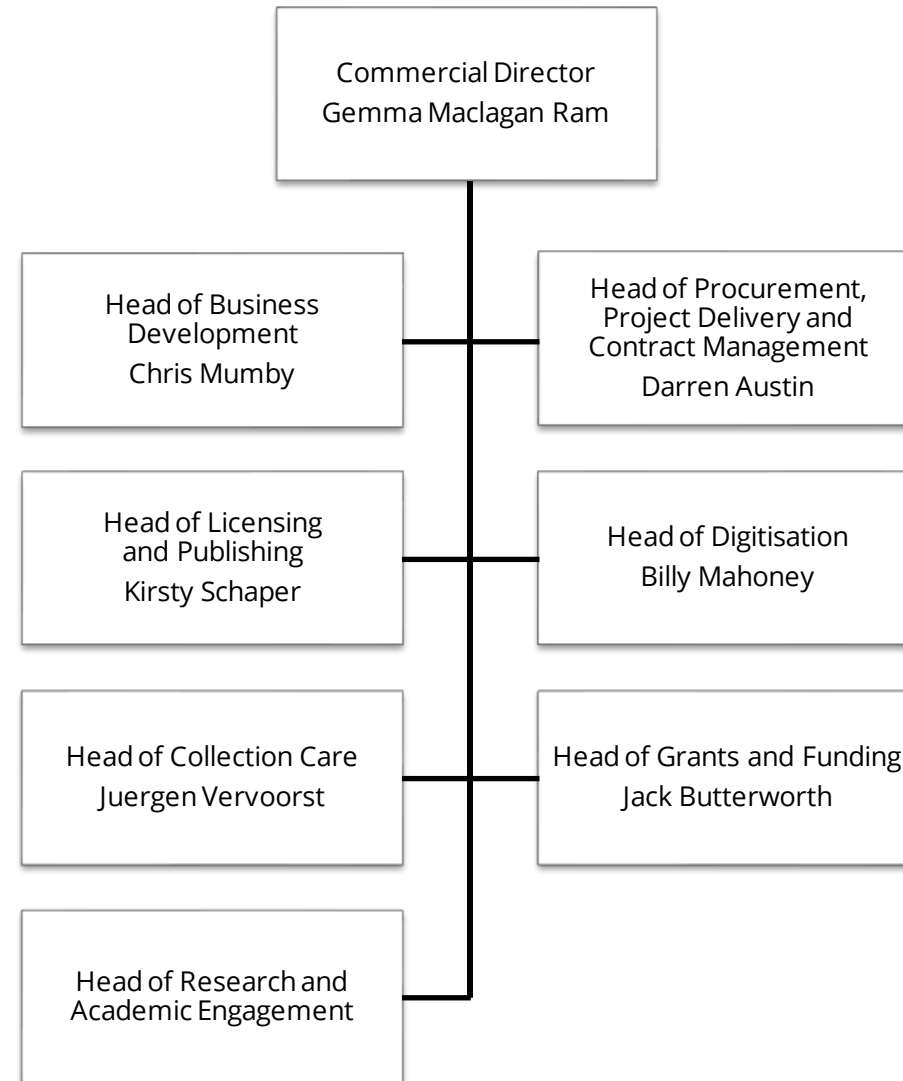 Commercial Director
Gemma Maclagan Ram
Head of Business
Development
Chris Mumby
Head of Procurement,
Project Delivery and
Contract Management
Darren Austin
Head of Licensing
and Publishing
Kirsty Schaper
Head of Digitisation
Billy Mahoney
Head of Collection Care
Juergen Vervoorst
Head of Grants and Funding
Jack Butterworth
Head of Research and
Academic Engagement